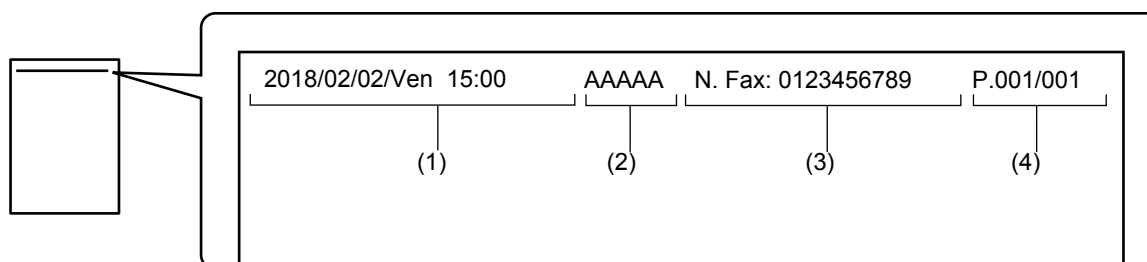 2018/02/02/Ven 15:00 AAAAA N. Fax: 0123456789 P.001/001
(1) (2) (3) (4)